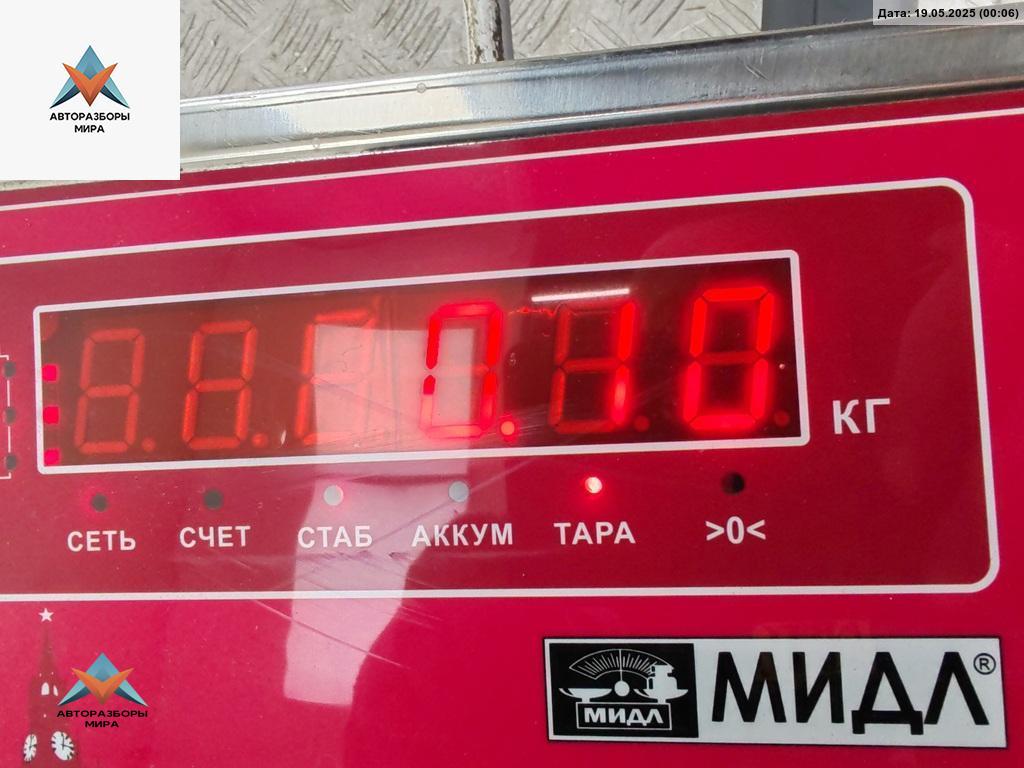 Дата: 19.05.2025 (00:06)
АВТОРАЗБОРЫ
МИРА
0.10
КГ
СЕТЬ СЧЕТ СТАБ АККУМ ТАРА >0<
АВТОРАЗБОРЫ
МИРА
МИДЛ
МИДЛ®